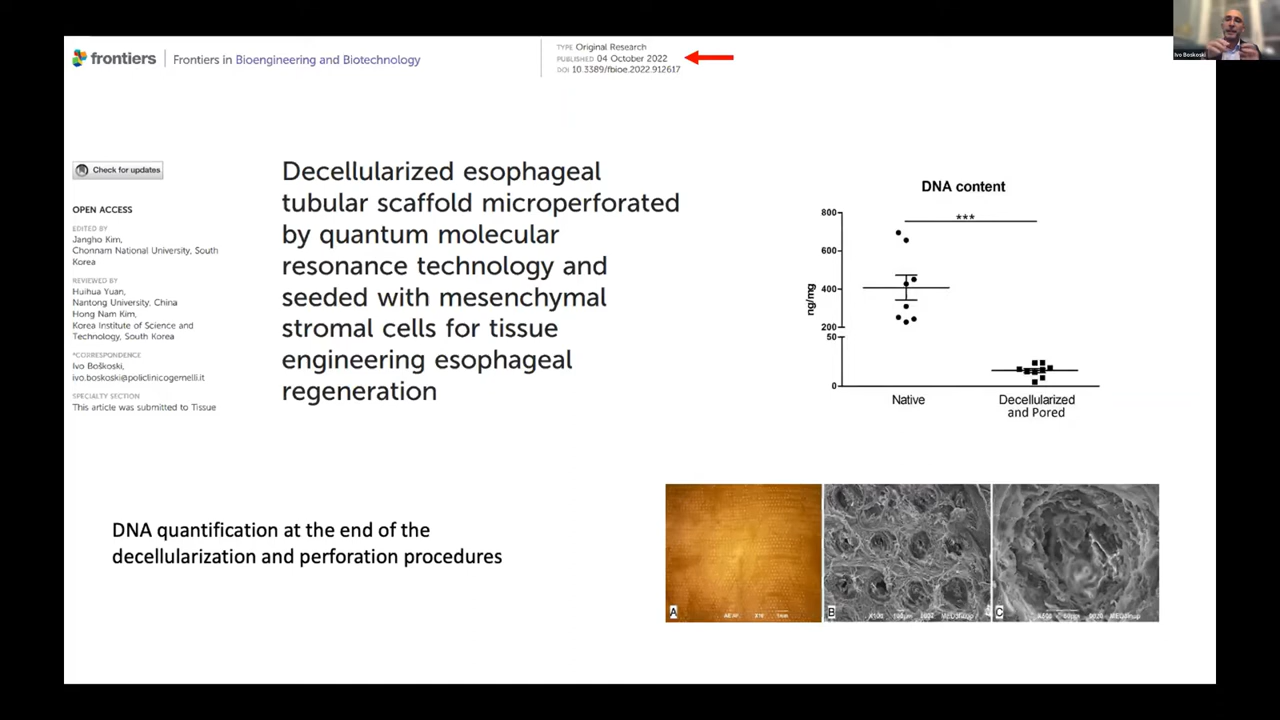 frontiers
Frontiers in Bioengineering and Biotechnology
TYPE Original Research
PUBLISHED 04 October 2022
DOI 10.3389/fbioe.2022.912617
Ivo Boskoski
Check for updates
OPEN ACCESS
EDITED BY
Jangho Kim,
Chonnam National University, South
Korea
REVIEWED BY
Huihua Yuan,
Nantong University, China
Hong Nam Kim,
Korea Institute of Science and
Technology, South Korea
*CORRESPONDENCE
Ivo Boškoski,
ivo.boskoski@policlinicogemelli.it
SPECIALTY SECTION
This article was submitted to Tissue
Decellularized esophageal
tubular scaffold microperforated
by quantum molecular
resonance technology and
seeded with mesenchymal
stromal cells for tissue
engineering esophageal
regeneration
DNA content
***
800
600
400
200
50
0
ng/mg
Native
Decellularized
and Pored
DNA quantification at the end of the
decellularization and perforation procedures
A
B
C